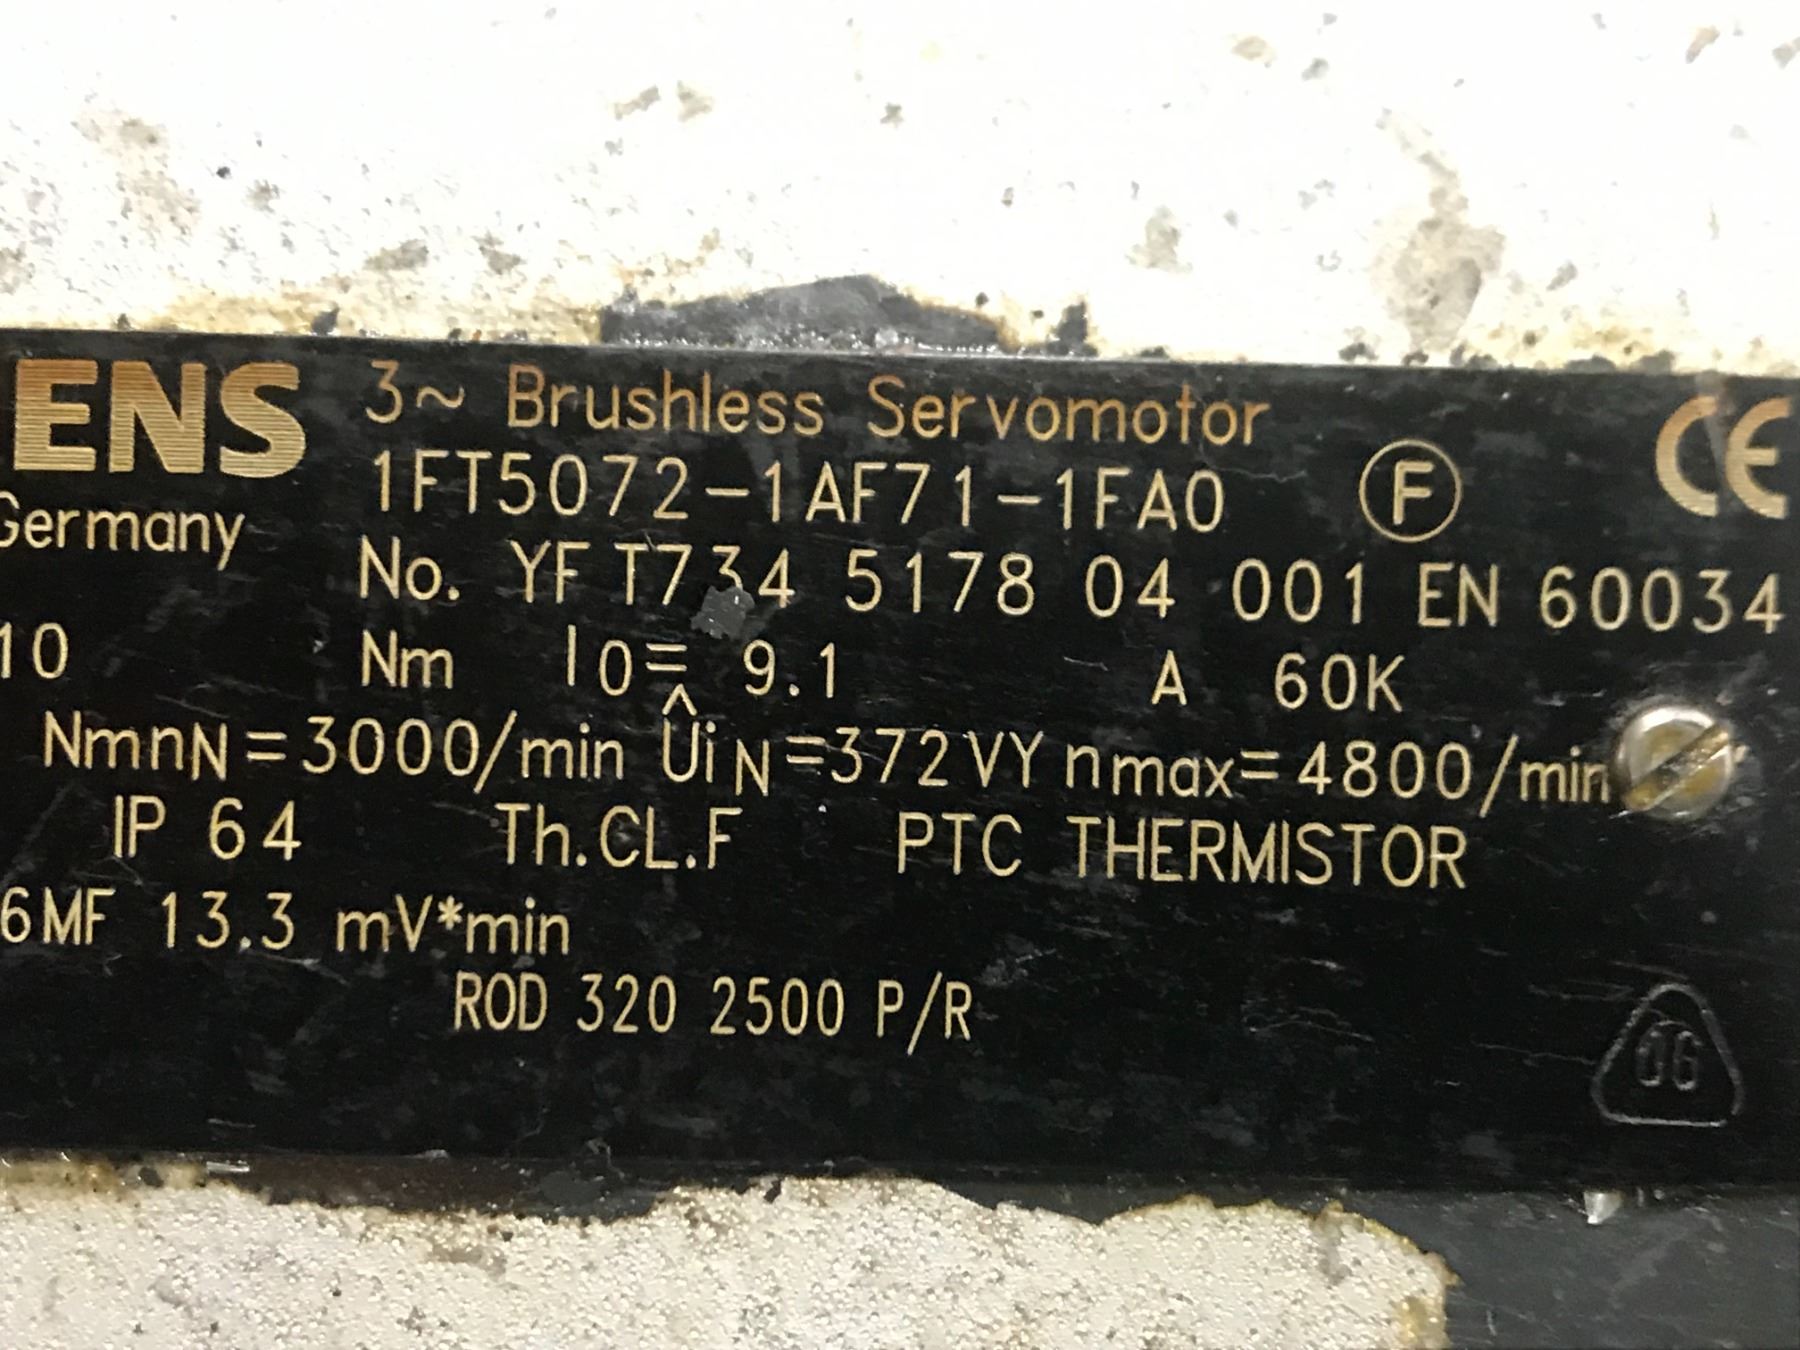 ENS 3~ Brushless Servomotor CE
1FT5072-1AF71-1FA0 F
Germany
No. YF T734 5178 04 001 EN 60034
10 Nm I0= 9.1 A 60K
NmnN=3000/min ÛiN=372VY nmax=4800/min
IP 64 Th.CL.F PTC THERMISTOR
6MF 13.3 mV*min
ROD 320 2500 P/R
06